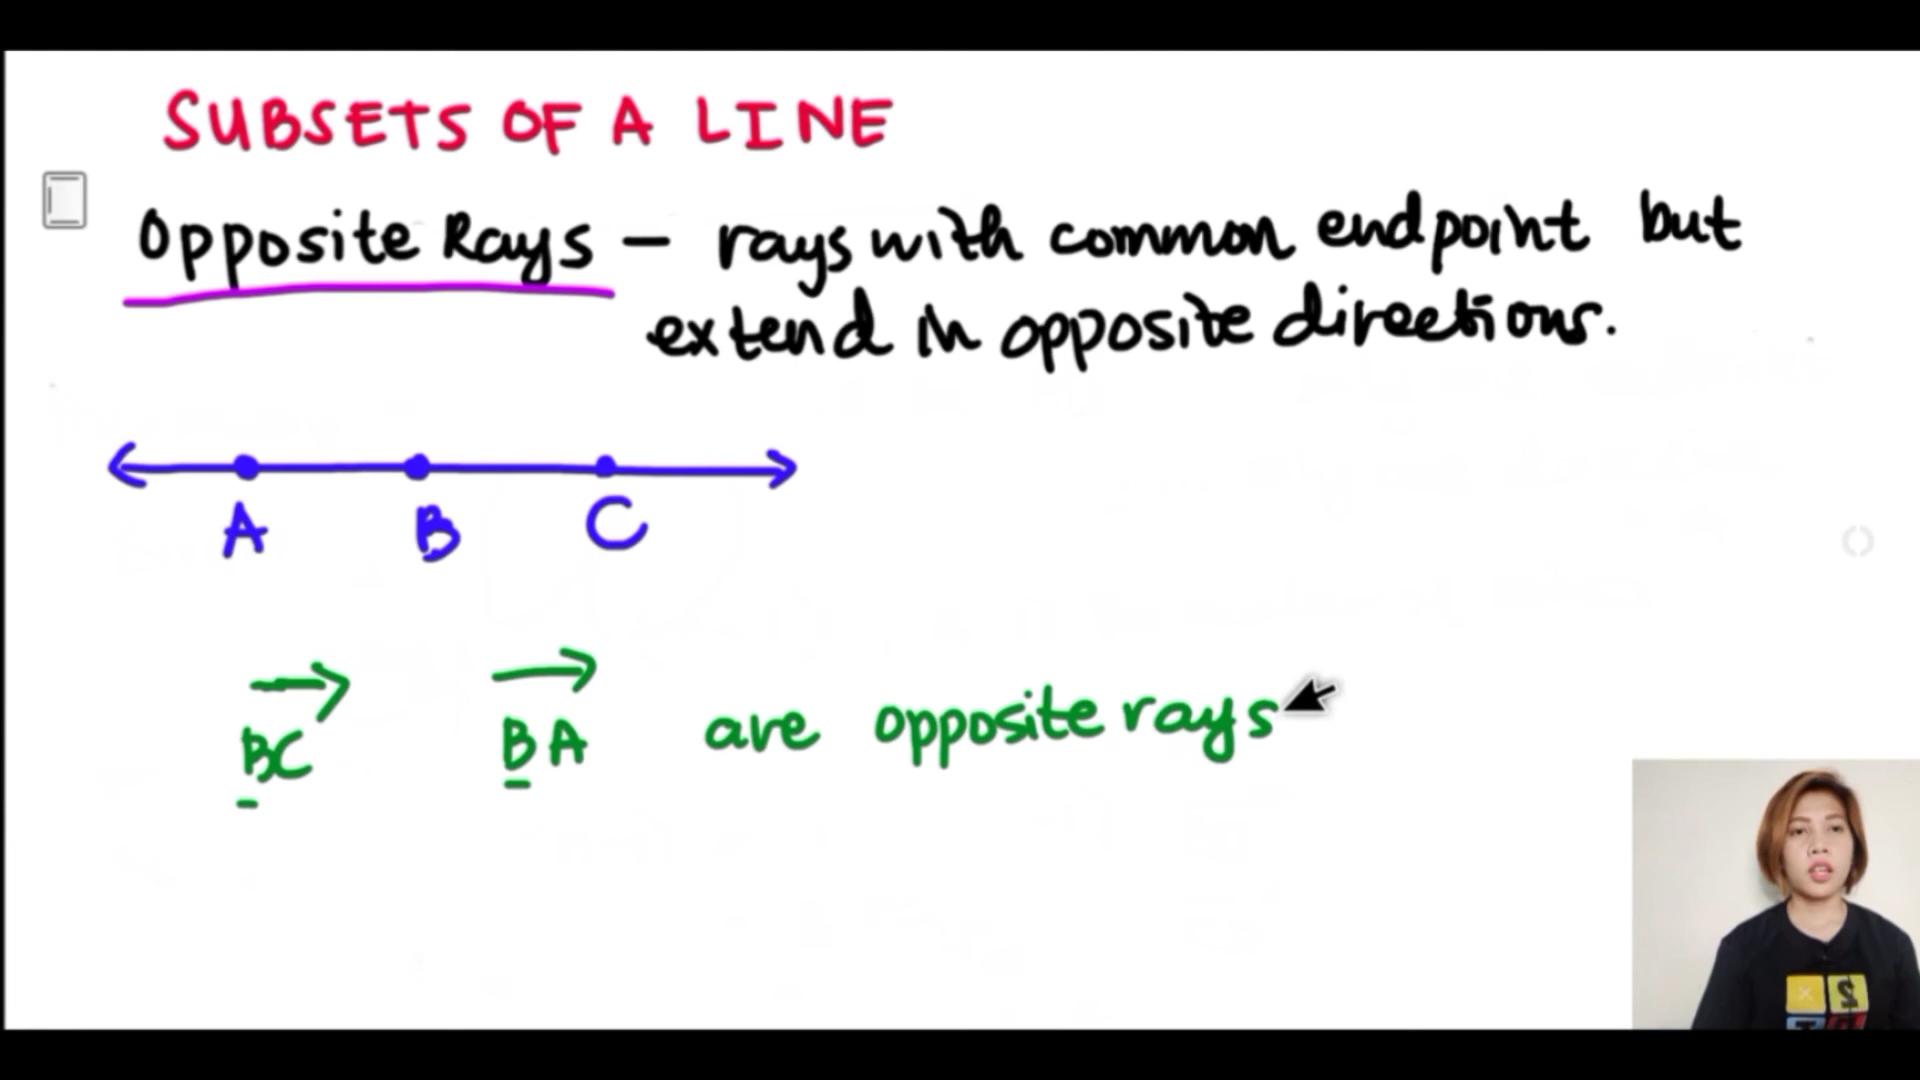 SUBSETS OF A LINE
Opposite Rays – rays with common endpoint but
extend in opposite directions.
A B C
BC BA are opposite rays